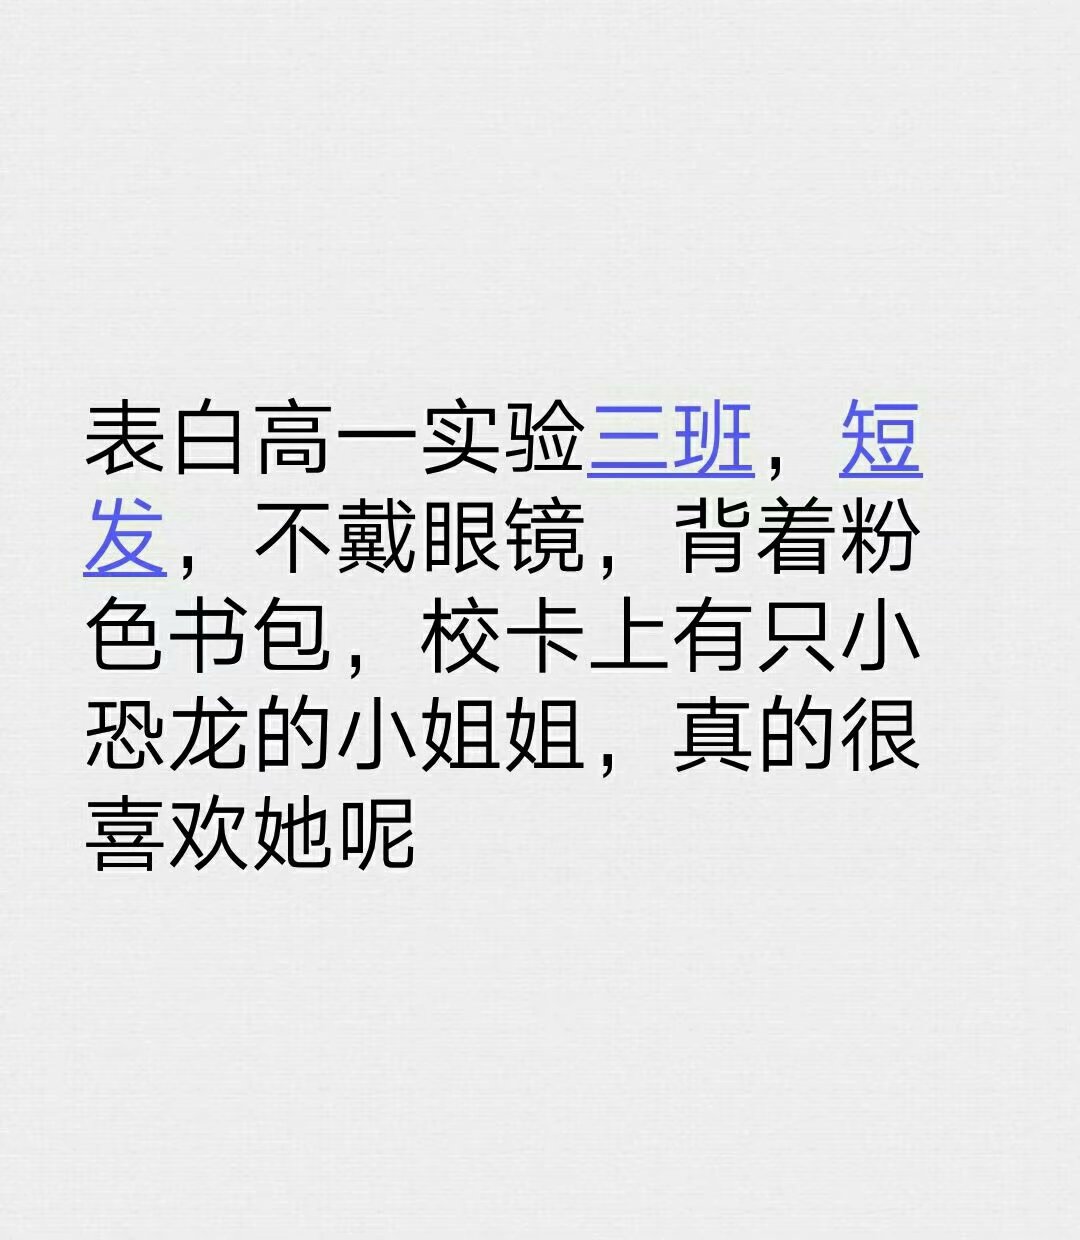 表白高一实验三班，短
发，不戴眼镜，背着粉
色书包，校卡上有只小
恐龙的小姐姐，真的很
喜欢她呢